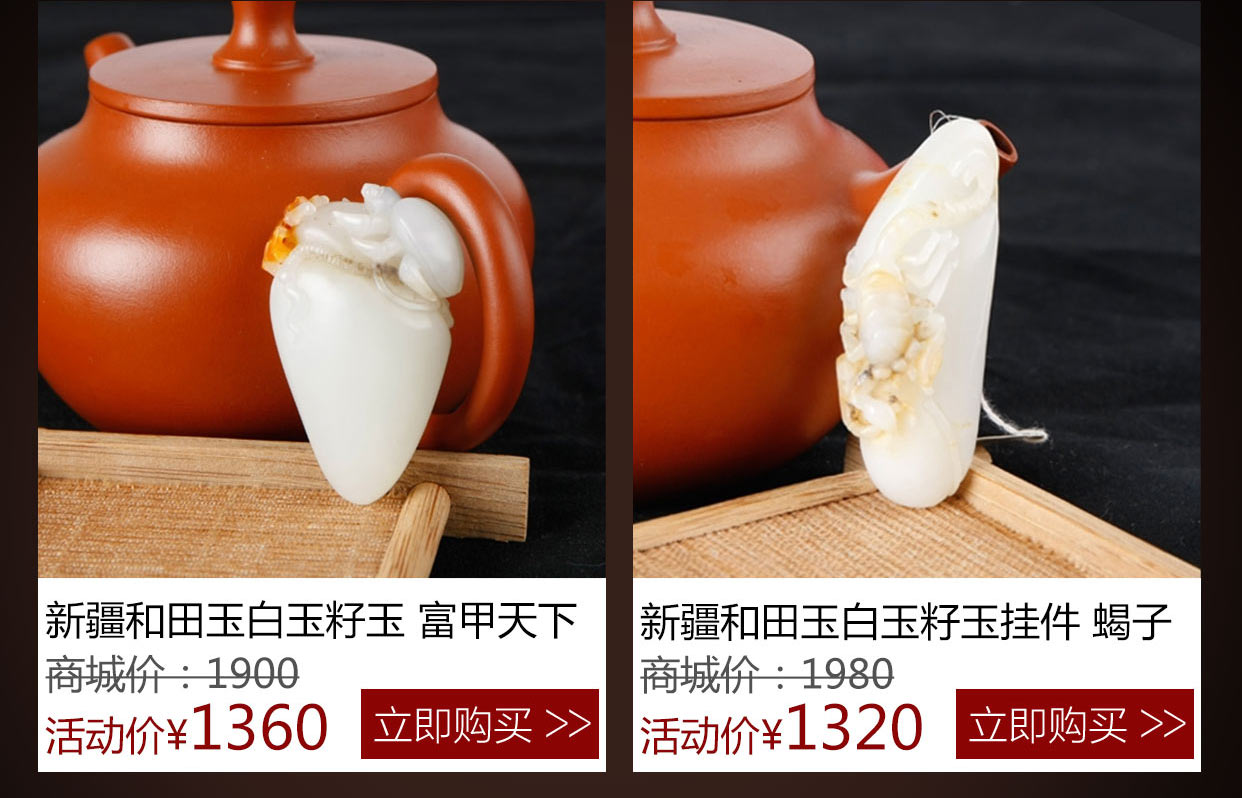 新疆和田玉白玉籽玉 富甲天下
商城价：1900
活动价¥1360
立即购买 >>
新疆和田玉白玉籽玉挂件 蝎子
商城价：1980
活动价¥1320
立即购买 >>